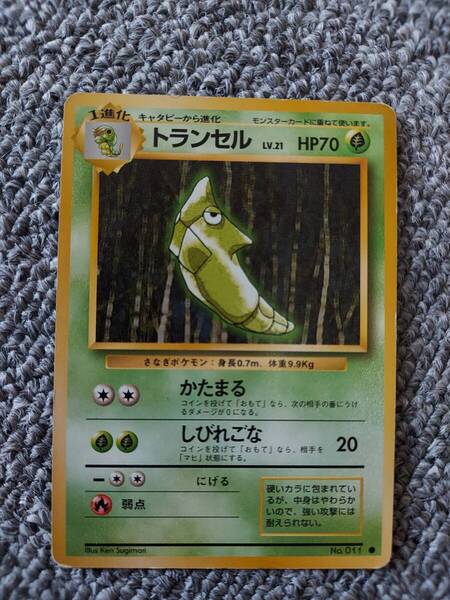 1進化
キャタピーから進化
モンスターカードに重ねて使います。
トランセル LV.21 HP70
さなぎポケモン：身長0.7m、体重9.9Kg
かたまる
コインを投げて「おもて」なら、次の相手の番にうけ
るダメージが0になる。
しびれごな 20
コインを投げて「おもて」なら、相手を
「マヒ」状態にする。
にげる
弱点
硬いカラに包まれてい
るが、中身はやわらか
いので、強い攻撃には
耐えられない。
Illus. Ken Sugimori
No. 011